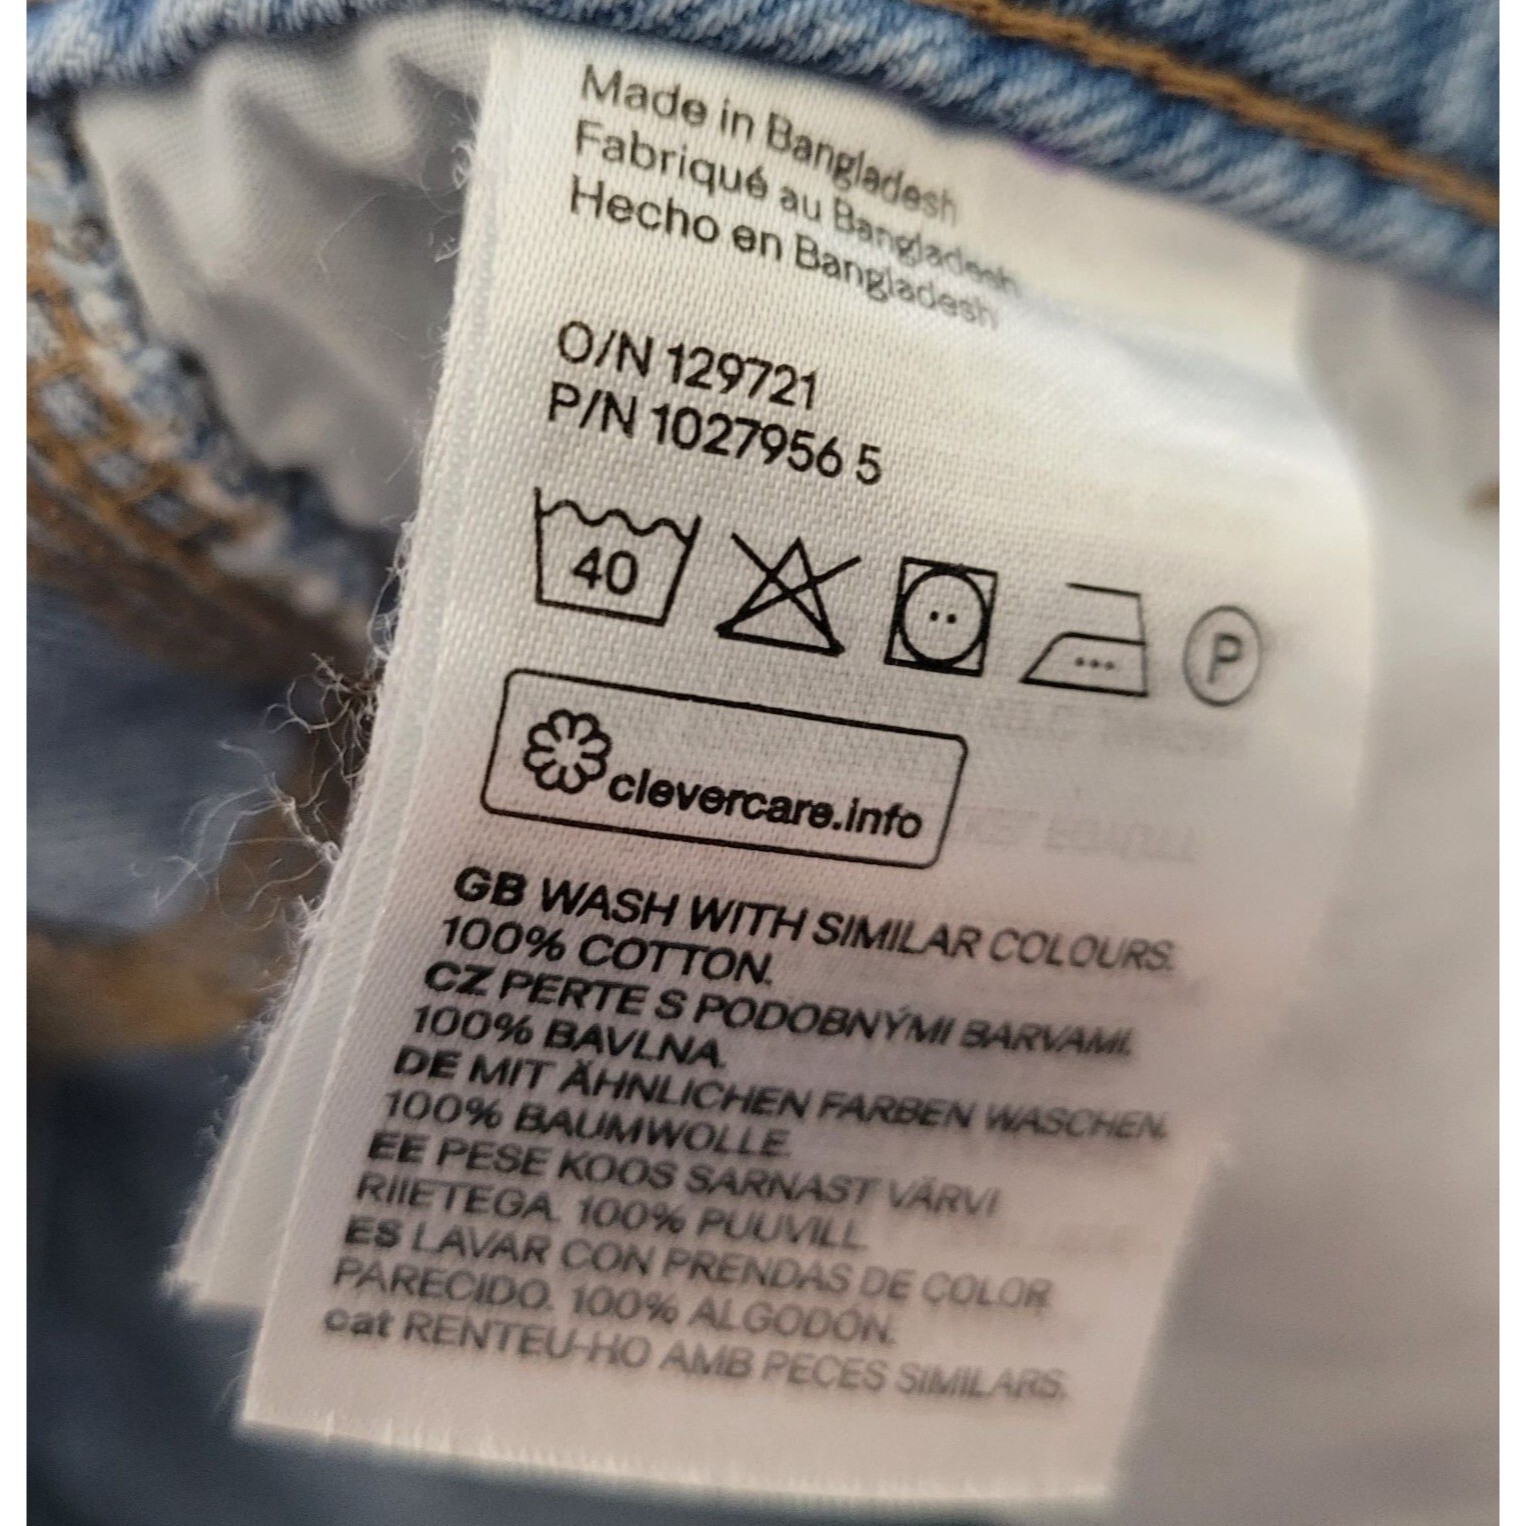 Made in Bangladesh
Fabriqué au Bangladesh
Hecho en Bangladesh
O/N 129721
P/N 1027956 5
40
P
clevercare.info
GB WASH WITH SIMILAR COLOURS.
100% COTTON.
CZ PERTE S PODOBNÝMI BARVAMI.
100% BAVLNA.
DE MIT ÄHNLICHEN FARBEN WASCHEN.
100% BAUMWOLLE.
EE PESE KOOS SARNAST VÄRVI
RIIETEGA. 100% PUUVILL
ES LAVAR CON PRENDAS DE COLOR
PARECIDO. 100% ALGODÓN.
cat RENTEU-HO AMB PECES SIMILARS.